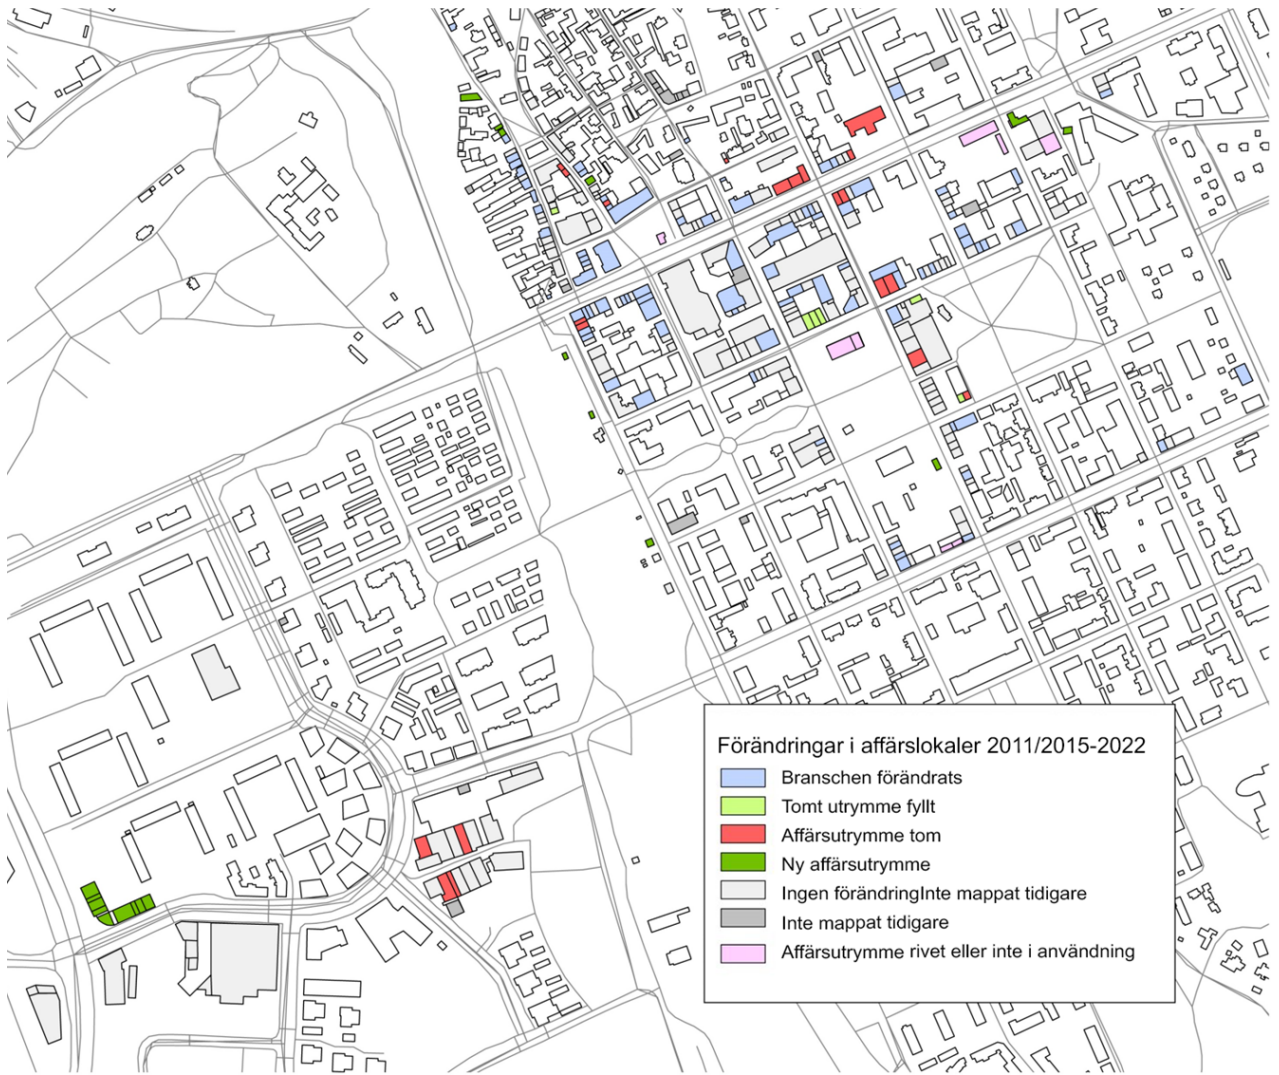 Förändringar i affärslokaler 2011/2015-2022
Branschen förändrats
Tomt utrymme fyllt
Affärsutrymme tom
Ny affärsutrymme
Ingen förändringInte mappat tidigare
Inte mappat tidigare
Affärsutrymme rivet eller inte i användning